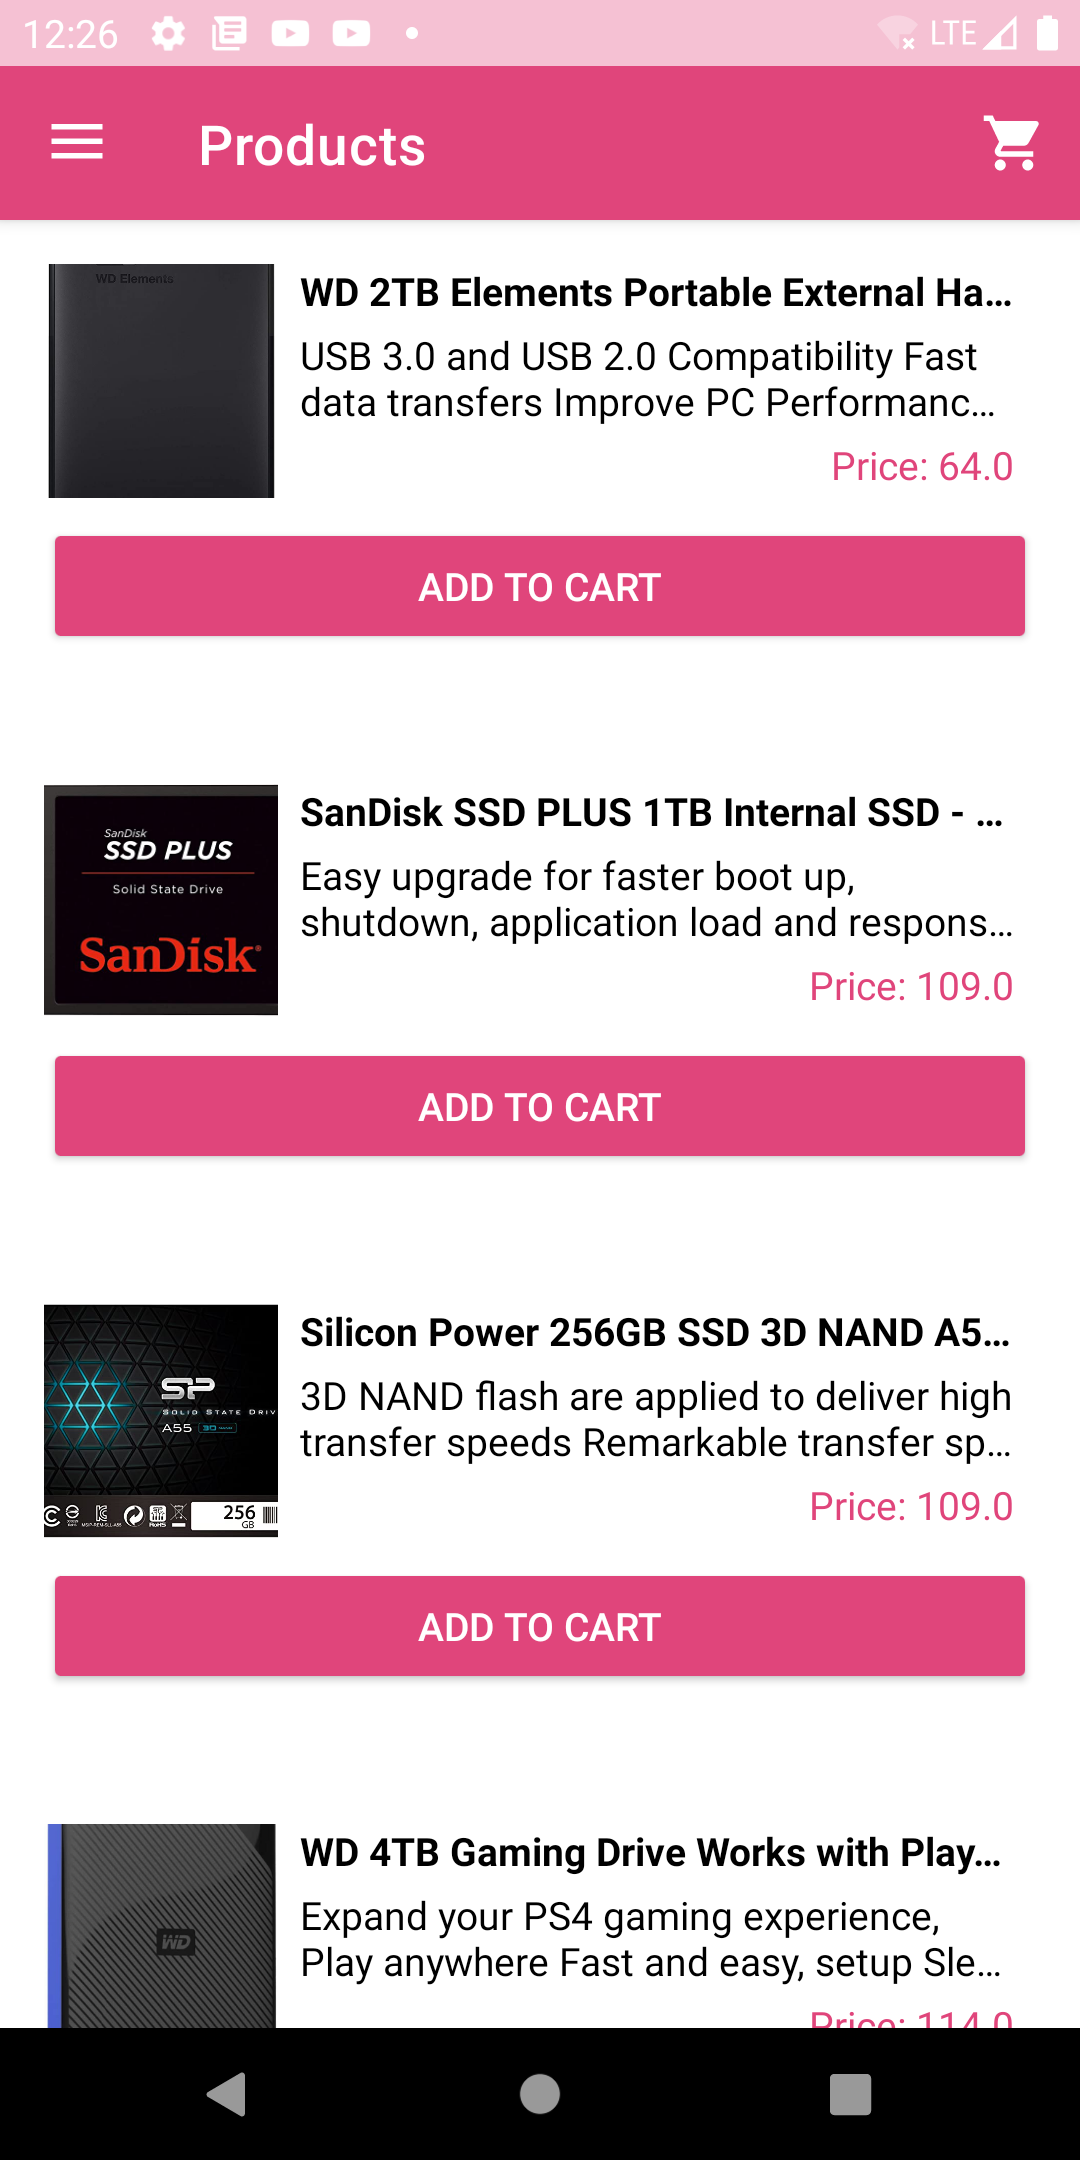 12:26
LTE
Products
WD Elements
WD 2TB Elements Portable External Ha...
USB 3.0 and USB 2.0 Compatibility Fast
data transfers Improve PC Performanc...
Price: 64.0
ADD TO CART
SanDisk
SSD PLUS
Solid State Drive
SanDisk
SanDisk SSD PLUS 1TB Internal SSD - ...
Easy upgrade for faster boot up,
shutdown, application load and respons...
Price: 109.0
ADD TO CART
SP
SOLID STATE DRIV
A55 3D NAND
256
GB
Silicon Power 256GB SSD 3D NAND A5...
3D NAND flash are applied to deliver high
transfer speeds Remarkable transfer sp...
Price: 109.0
ADD TO CART
WD
WD 4TB Gaming Drive Works with Play...
Expand your PS4 gaming experience,
Play anywhere Fast and easy, setup Sle...
Price: 114.0